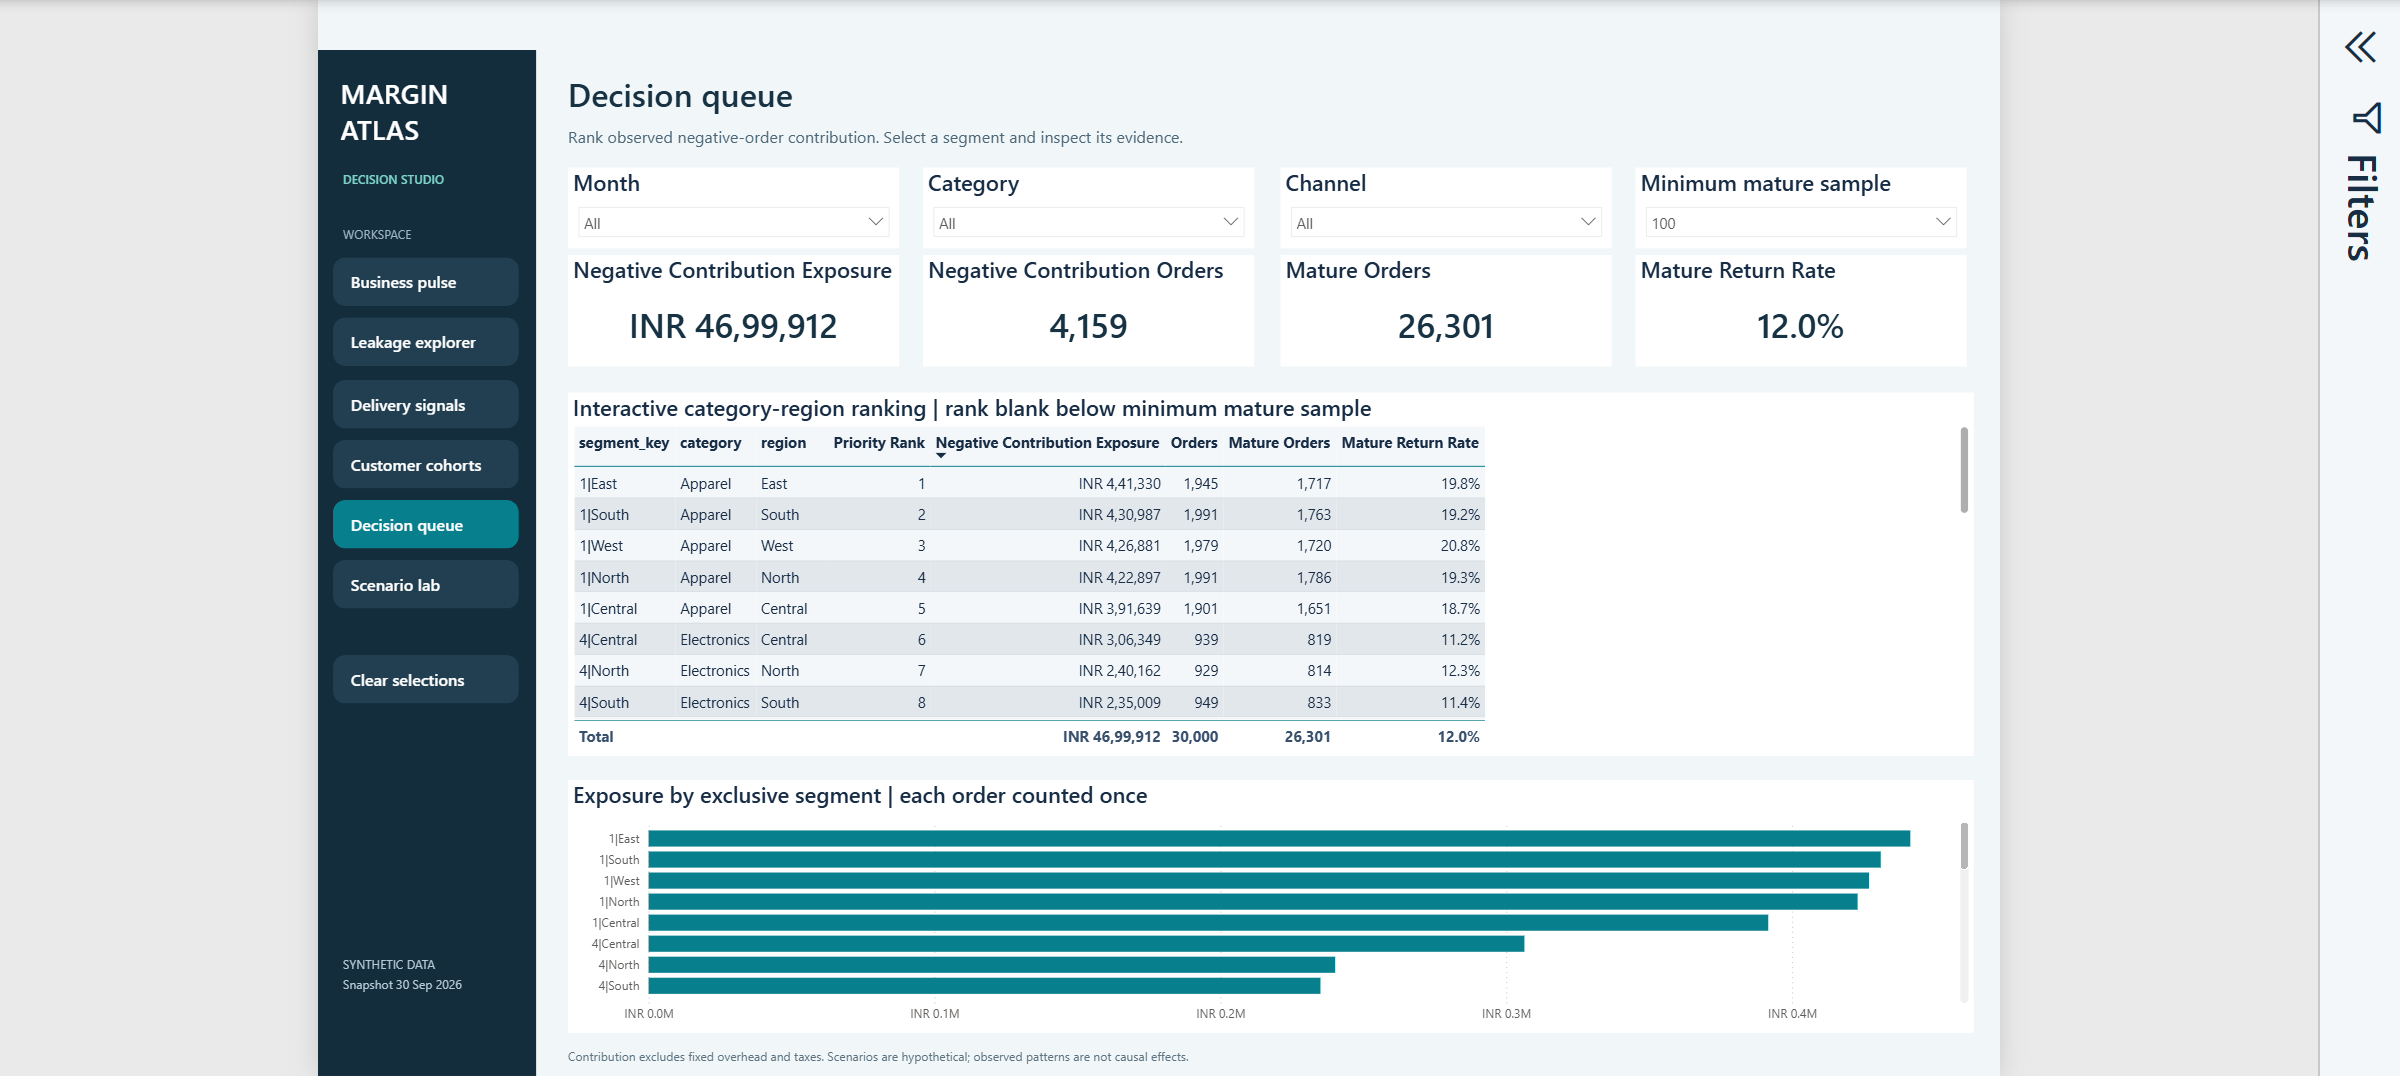 MARGIN
ATLAS
DECISION STUDIO
WORKSPACE
Business pulse
Leakage explorer
Delivery signals
Customer cohorts
Decision queue
Scenario lab
Clear selections
SYNTHETIC DATA
Snapshot 30 Sep 2026
Decision queue
Rank observed negative-order contribution. Select a segment and inspect its evidence.
Month
All
Category
All
Channel
All
Minimum mature sample
100
Negative Contribution Exposure
INR 46,99,912
Negative Contribution Orders
4,159
Mature Orders
26,301
Mature Return Rate
12.0%
Interactive category-region ranking | rank blank below minimum mature sample
segment_key category region Priority Rank Negative Contribution Exposure Orders Mature Orders Mature Return Rate
1|East Apparel East 1 INR 4,41,330 1,945 1,717 19.8%
1|South Apparel South 2 INR 4,30,987 1,991 1,763 19.2%
1|West Apparel West 3 INR 4,26,881 1,979 1,720 20.8%
1|North Apparel North 4 INR 4,22,897 1,991 1,786 19.3%
1|Central Apparel Central 5 INR 3,91,639 1,901 1,651 18.7%
4|Central Electronics Central 6 INR 3,06,349 939 819 11.2%
4|North Electronics North 7 INR 2,40,162 929 814 12.3%
4|South Electronics South 8 INR 2,35,009 949 833 11.4%
Total INR 46,99,912 30,000 26,301 12.0%
Exposure by exclusive segment | each order counted once
1|East
1|South
1|West
1|North
1|Central
4|Central
4|North
4|South
INR 0.0M INR 0.1M INR 0.2M INR 0.3M INR 0.4M
Contribution excludes fixed overhead and taxes. Scenarios are hypothetical; observed patterns are not causal effects.
Filters